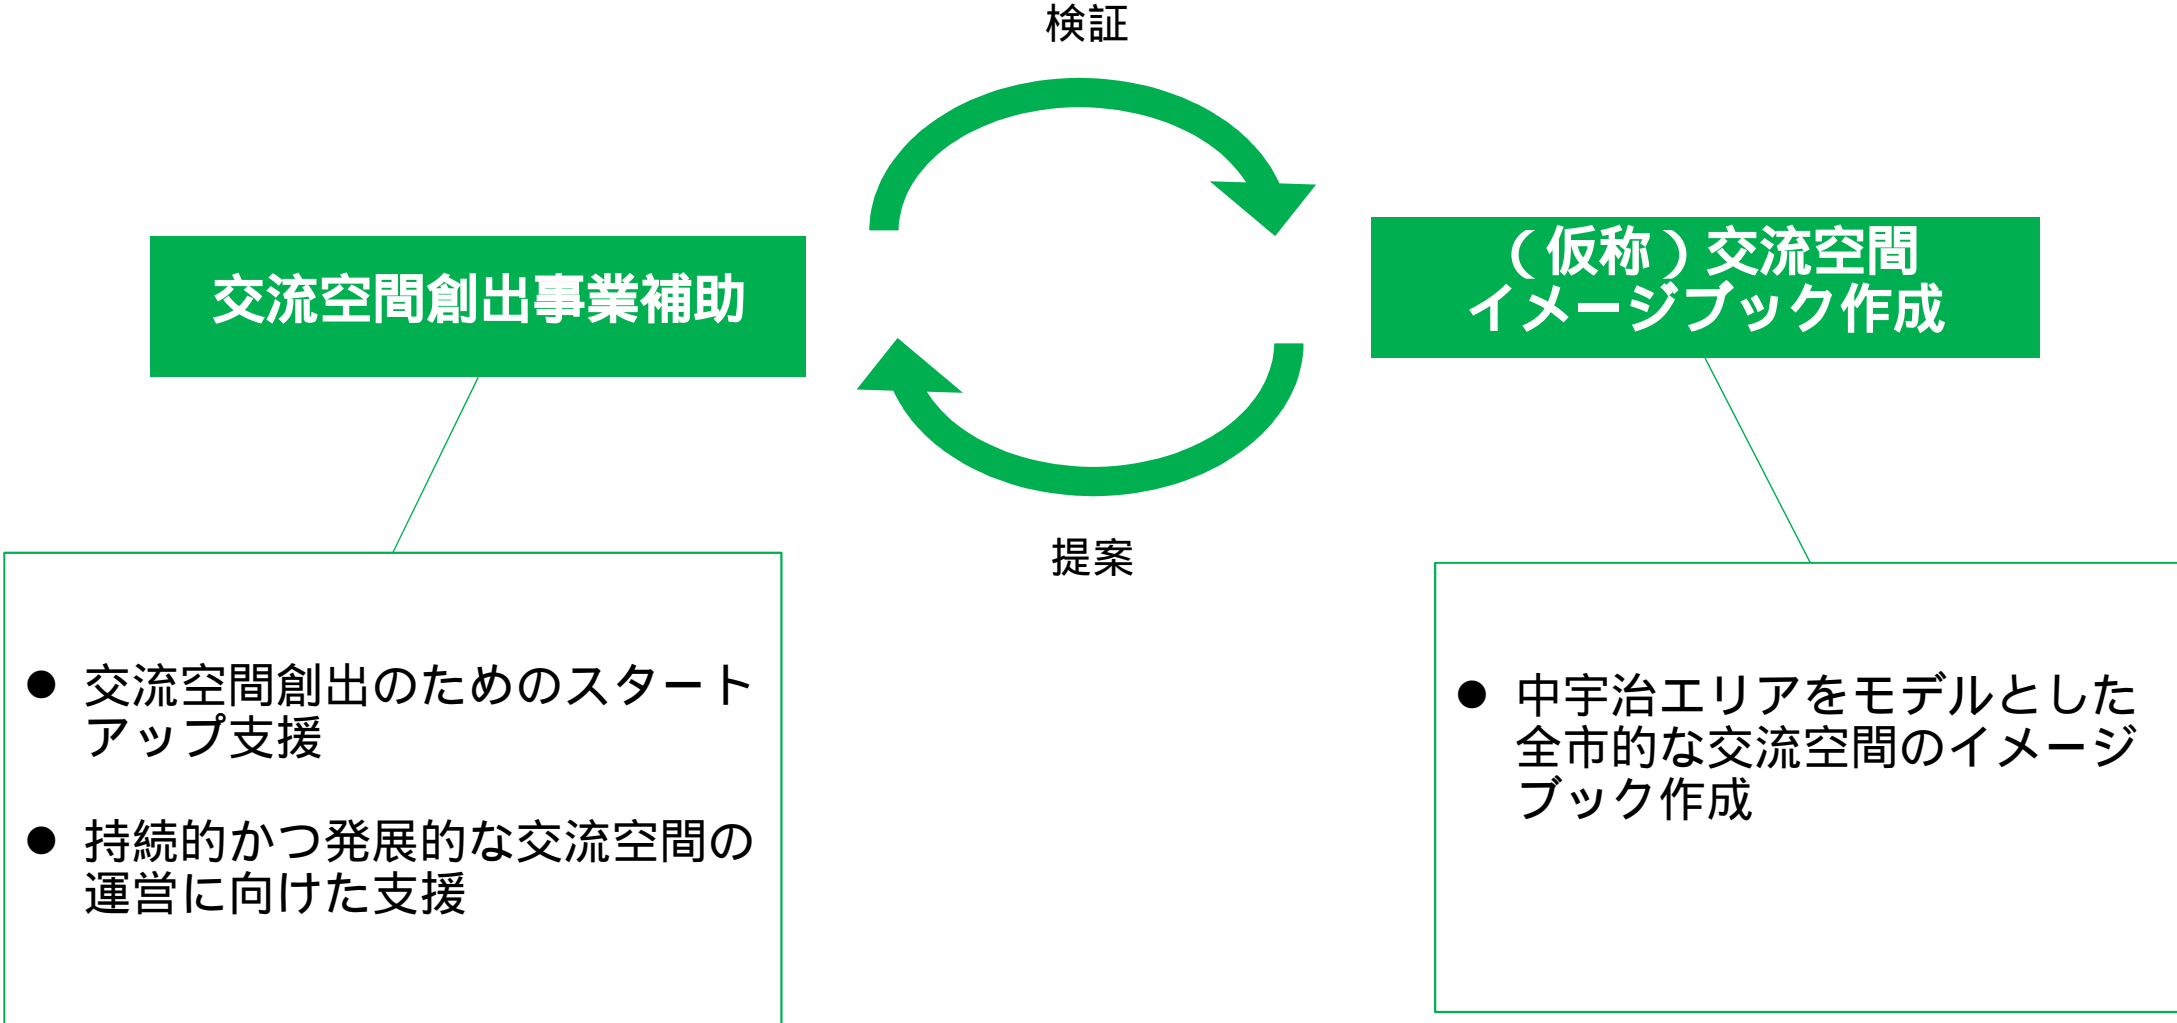 検証
交流空間創出事業補助
（仮称）交流空間
イメージブック作成
提案
● 交流空間創出のためのスタート
アップ支援
● 持続的かつ発展的な交流空間の
運営に向けた支援
● 中宇治エリアをモデルとした
全市的な交流空間のイメージ
ブック作成